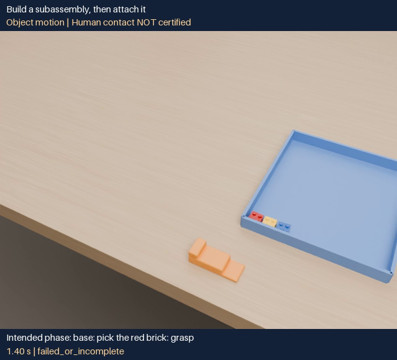 Build a subassembly, then attach it
Object motion | Human contact NOT certified
Intended phase: base: pick the red brick: grasp
1.40 s | failed_or_incomplete